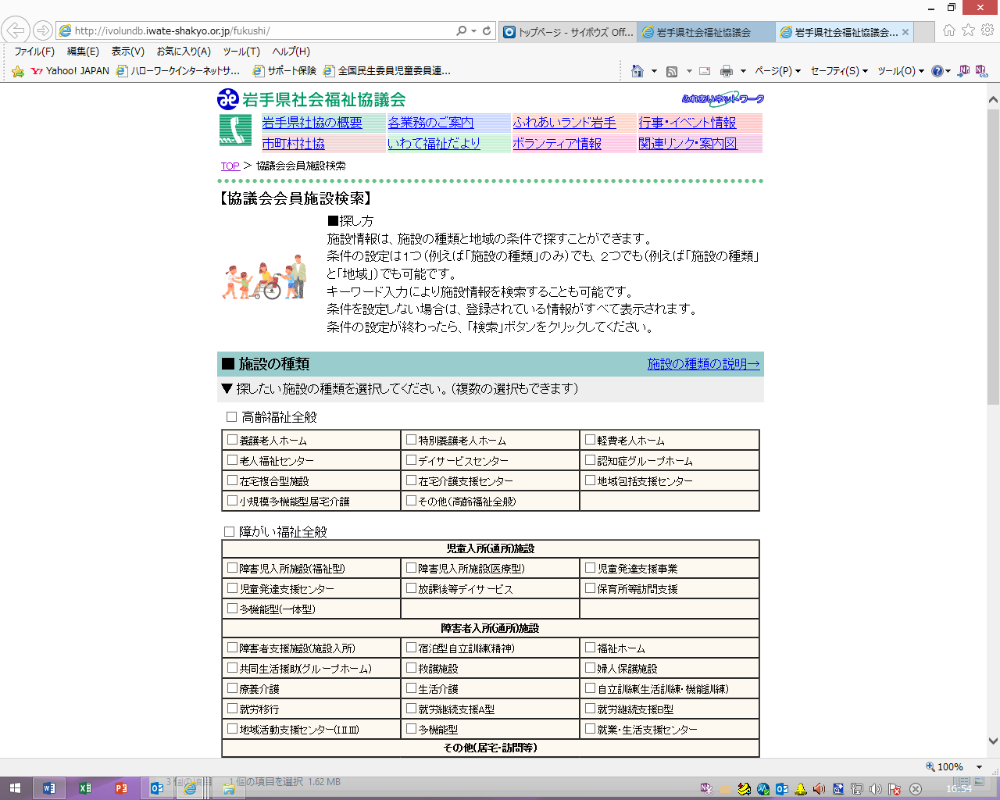 http://ivolundb.iwate-shakyo.or.jp/fukushi/
トップページ - サイボウズ Off...
岩手県社会福祉協議会
岩手県社会福祉協議会...
ファイル(F) 編集(E) 表示(V) お気に入り(A) ツール(T) ヘルプ(H)
Yahoo! JAPAN ハローワークインターネットサ... サポート保険 全国民生委員児童委員連...
ページ(P) セーフティ(S) ツール(O)
岩手県社会福祉協議会
ふれあいネットワーク
岩手県社協の概要 各業務のご案内 ふれあいランド岩手 行事・イベント情報
市町村社協 いわて福祉だより ボランティア情報 関連リンク・案内図
TOP > 協議会会員施設検索
【協議会会員施設検索】
■探し方
施設情報は、施設の種類と地域の条件で探すことができます。
条件の設定は1つ(例えば「施設の種類」のみ)でも、2つでも(例えば「施設の種類」
と「地域」)でも可能です。
キーワード入力により施設情報を検索することも可能です。
条件を設定しない場合は、登録されている情報がすべて表示されます。
条件の設定が終わったら、「検索」ボタンをクリックしてください。
■ 施設の種類 施設の種類の説明→
▼ 探したい施設の種類を選択してください。(複数の選択もできます)
高齢福祉全般
養護老人ホーム 特別養護老人ホーム 軽費老人ホーム
老人福祉センター デイサービスセンター 認知症グループホーム
在宅複合型施設 在宅介護支援センター 地域包括支援センター
小規模多機能型居宅介護 その他(高齢福祉全般)
障がい福祉全般
児童入所(通所)施設
障害児入所施設(福祉型) 障害児入所施設(医療型) 児童発達支援事業
児童発達支援センター 放課後等デイサービス 保育所等訪問支援
多機能型(一体型)
障害者入所(通所)施設
障害者支援施設(施設入所) 宿泊型自立訓練(精神) 福祉ホーム
共同生活援助(グループホーム) 救護施設 婦人保護施設
療養介護 生活介護 自立訓練(生活訓練・機能訓練)
就労移行 就労継続支援A型 就労継続支援B型
地域活動支援センター(I.II.III) 多機能型 就業・生活支援センター
その他(居宅・訪問等)
100%
3 個の項目 1 個の項目を選択 1.62 MB
16:54